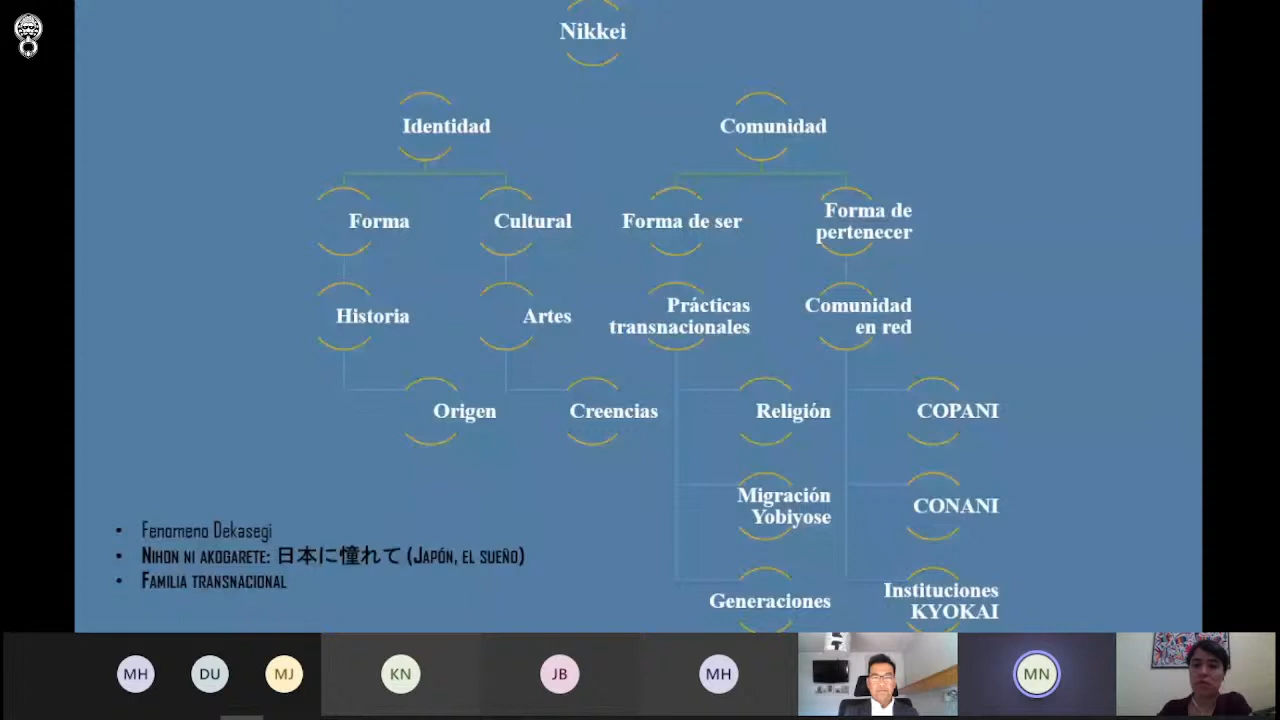 Nikkei
Identidad
Comunidad
Forma
Cultural
Forma de ser
Forma de
pertenecer
Historia
Artes
Prácticas
transnacionales
Comunidad
en red
Origen
Creencias
Religión
COPANI
Migración
Yobiyose
CONANI
Generaciones
Instituciones
KYOKAI
• Fenomeno Dekasegi
• Nihon ni akogarete: 日本に憧れて (Japón, el sueño)
• Familia transnacional
MH
DU
MJ
KN
JB
MH
MN